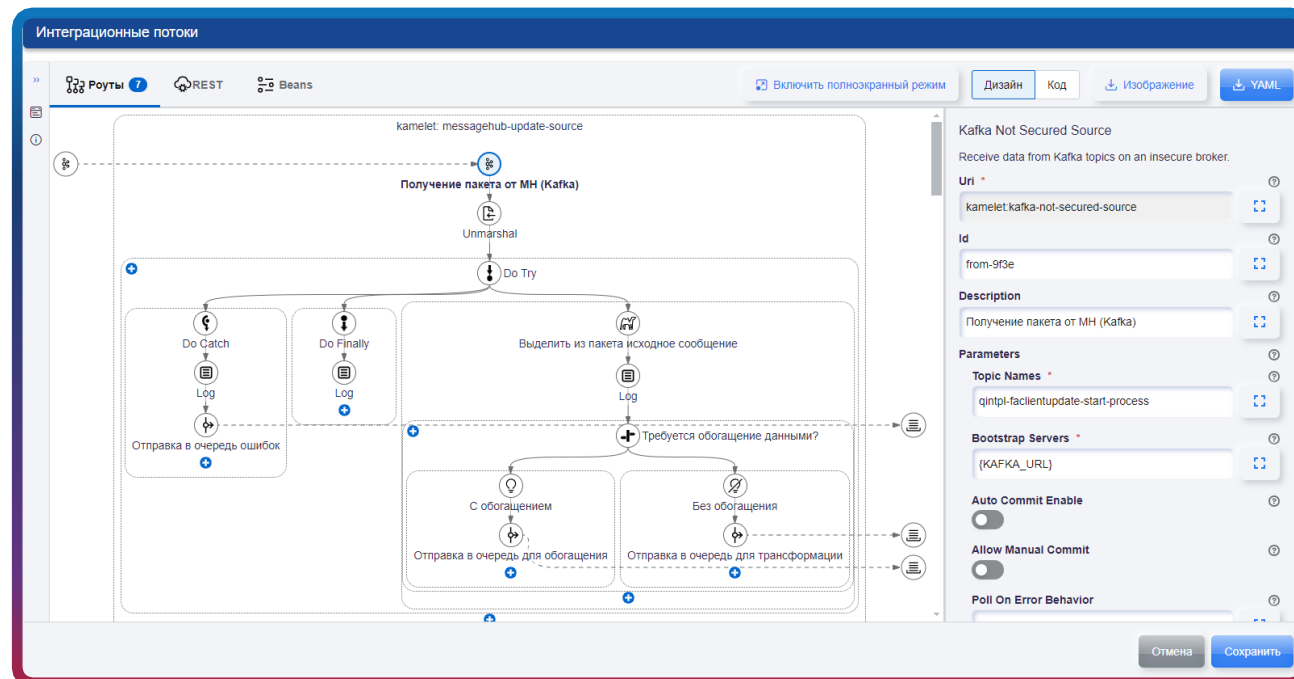 Интеграционные потоки
Роуты 7
REST
Beans
Включить полноэкранный режим
Дизайн
Код
Изображение
YAML
kamelet: messagehub-update-source
Получение пакета от МН (Kafka)
Unmarshal
Do Try
Do Catch
Do Finally
Выделить из пакета исходное сообщение
Log
Log
Log
Отправка в очередь ошибок
Требуется обогащение данными?
С обогащением
Без обогащения
Отправка в очередь для обогащения
Отправка в очередь для трансформации
Kafka Not Secured Source
Receive data from Kafka topics on an insecure broker.
Uri *
kamelet:kafka-not-secured-source
Id
from-9f3e
Description
Получение пакета от МН (Kafka)
Parameters
Topic Names *
qintpl-faclientupdate-start-process
Bootstrap Servers *
{KAFKA_URL}
Auto Commit Enable
Allow Manual Commit
Poll On Error Behavior
Отмена
Сохранить